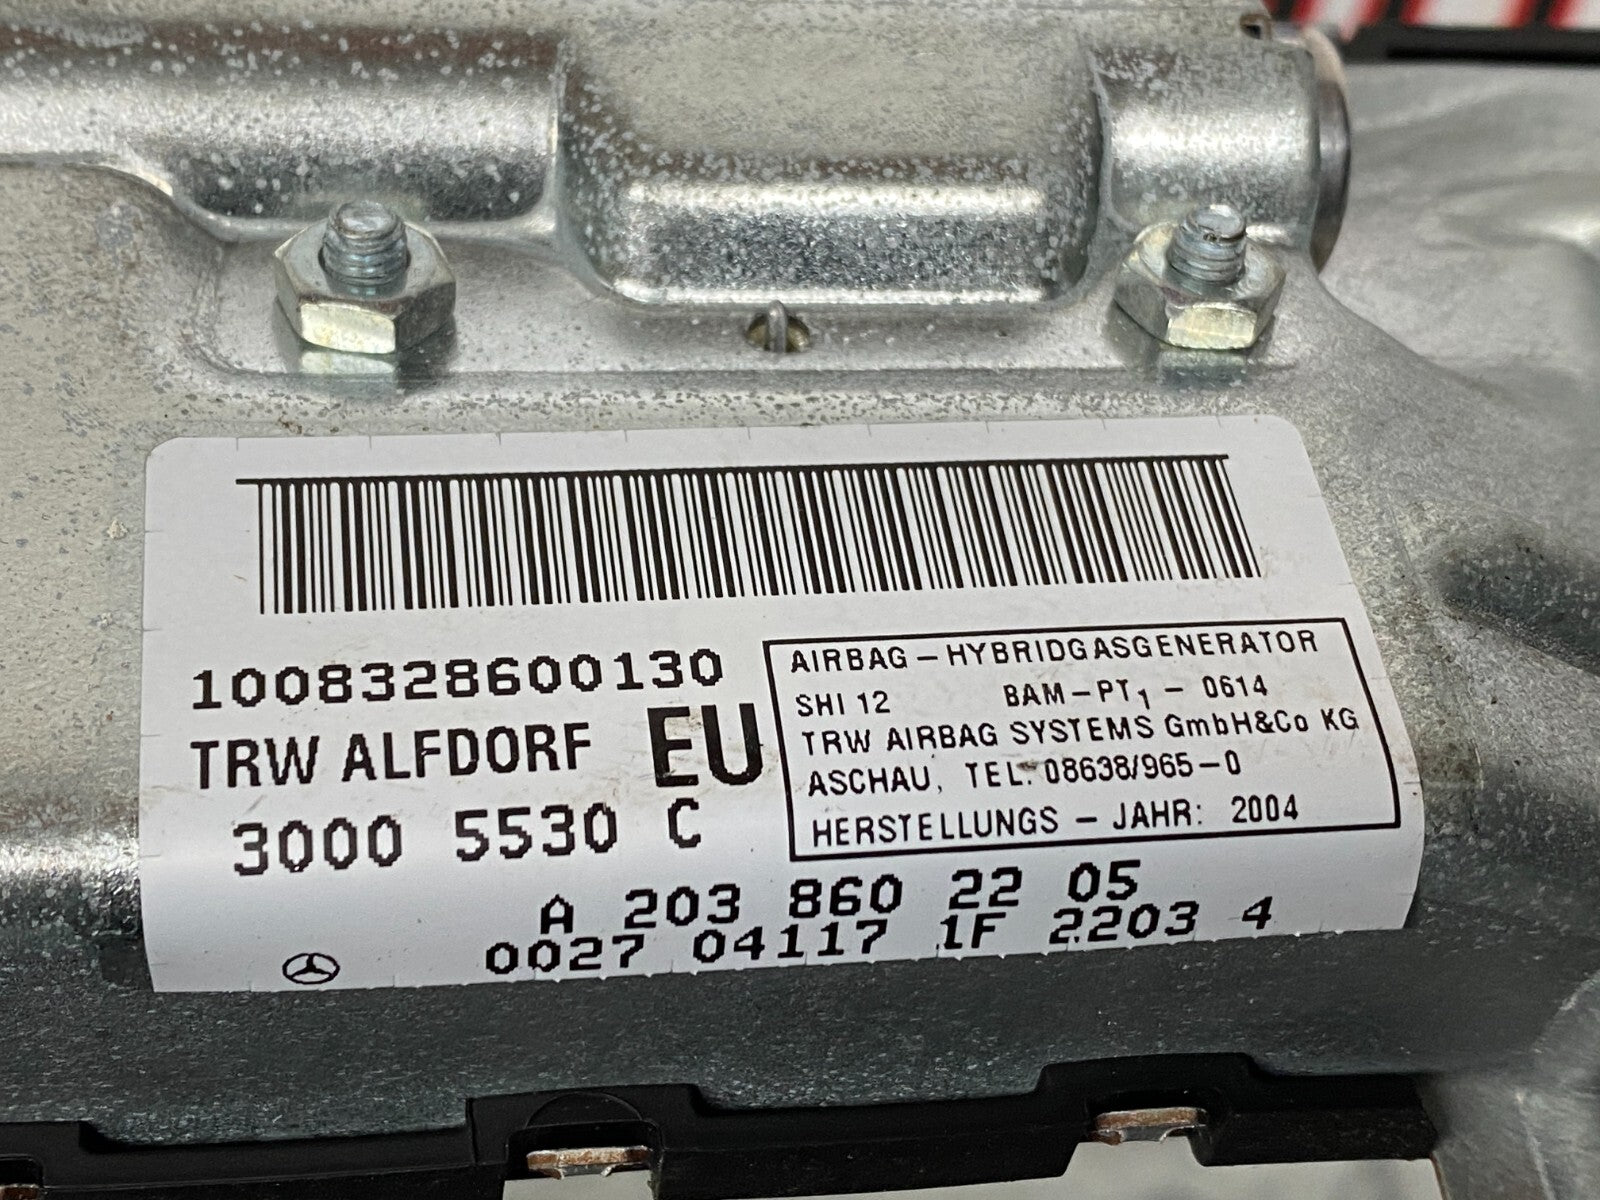 1008328600130
TRW ALFDORF EU
3000 5530 C
AIRBAG – HYBRIDGASGENERATOR
SHI 12 BAM – PT1 – 0614
TRW AIRBAG SYSTEMS GmbH&Co KG
ASCHAU, TEL. 08638/965–0
HERSTELLUNGS – JAHR: 2004
A 203 860 22 05
0027 04117 1F 2203 4